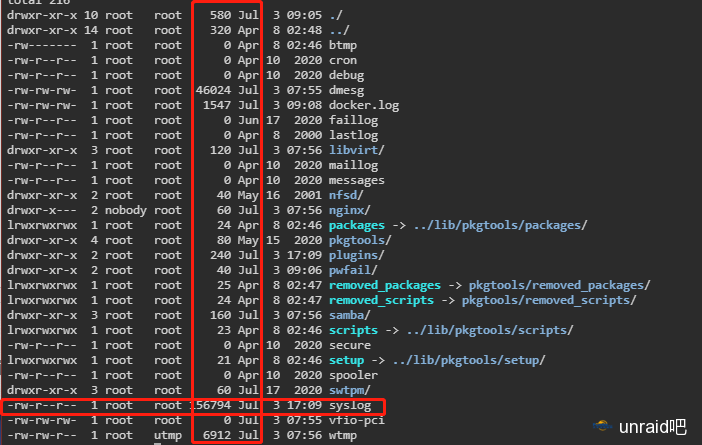 total 216
drwxr-xr-x 10 root   root    580 Jul  3 09:05 ./
drwxr-xr-x 14 root   root    320 Apr  8 02:48 ../
-rw-------  1 root   root      0 Apr  8 02:46 btmp
-rw-r--r--  1 root   root      0 Apr 10  2020 cron
-rw-r--r--  1 root   root      0 Apr 10  2020 debug
-rw-rw-rw-  1 root   root  46024 Jul  3 07:55 dmesg
-rw-rw-rw-  1 root   root   1547 Jul  3 09:08 docker.log
-rw-r--r--  1 root   root      0 Jun 17  2020 faillog
-rw-r--r--  1 root   root      0 Apr  8  2000 lastlog
drwxr-xr-x  3 root   root    120 Jul  3 07:56 libvirt/
-rw-r--r--  1 root   root      0 Apr 10  2020 maillog
-rw-r--r--  1 root   root      0 Apr 10  2020 messages
drwxr-xr-x  2 root   root     40 May 16  2001 nfsd/
drwxr-x---  2 nobody root     60 Jul  3 07:56 nginx/
lrwxrwxrwx  1 root   root     24 Apr  8 02:46 packages -> ../lib/pkgtools/packages/
drwxr-xr-x  4 root   root     80 May 15  2020 pkgtools/
drwxr-xr-x  2 root   root    240 Jul  3 17:09 plugins/
drwxr-xr-x  2 root   root     40 Jul  3 09:06 pwfail/
lrwxrwxrwx  1 root   root     25 Apr  8 02:47 removed_packages -> pkgtools/removed_packages/
lrwxrwxrwx  1 root   root     24 Apr  8 02:47 removed_scripts -> pkgtools/removed_scripts/
drwxr-xr-x  3 root   root    160 Jul  3 07:56 samba/
lrwxrwxrwx  1 root   root     23 Apr  8 02:46 scripts -> ../lib/pkgtools/scripts/
-rw-r--r--  1 root   root      0 Apr 10  2020 secure
lrwxrwxrwx  1 root   root     21 Apr  8 02:46 setup -> ../lib/pkgtools/setup/
-rw-r--r--  1 root   root      0 Apr 10  2020 spooler
drwxr-xr-x  3 root   root     60 Jul 17  2020 swtpm/
-rw-r--r--  1 root   root 156794 Jul  3 17:09 syslog
-rw-rw-rw-  1 root   root      0 Jul  3 07:55 vfio-pci
-rw-rw-r--  1 root   utmp   6912 Jul  3 07:56 wtmp
unraid吧